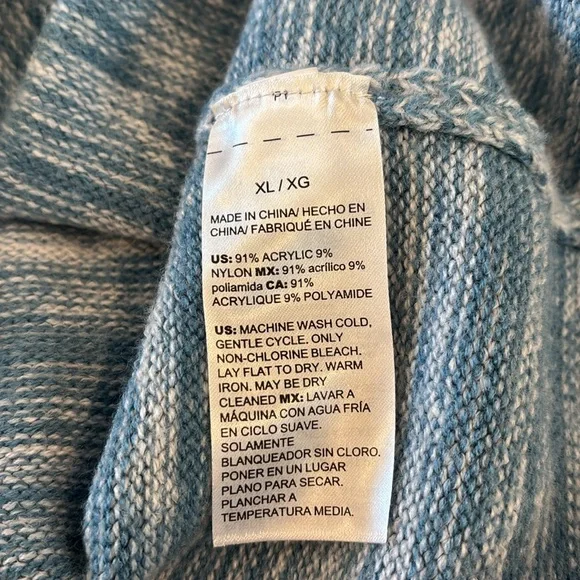 XL / XG
MADE IN CHINA/ HECHO EN
CHINA/ FABRIQUÉ EN CHINE
US: 91% ACRYLIC 9%
NYLON MX: 91% acrílico 9%
poliamida CA: 91%
ACRYLIQUE 9% POLYAMIDE
US: MACHINE WASH COLD,
GENTLE CYCLE. ONLY
NON-CHLORINE BLEACH.
LAY FLAT TO DRY. WARM
IRON. MAY BE DRY
CLEANED MX: LAVAR A
MÁQUINA CON AGUA FRÍA
EN CICLO SUAVE.
SOLAMENTE
BLANQUEADOR SIN CLORO.
PONER EN UN LUGAR
PLANO PARA SECAR.
PLANCHAR A
TEMPERATURA MEDIA.